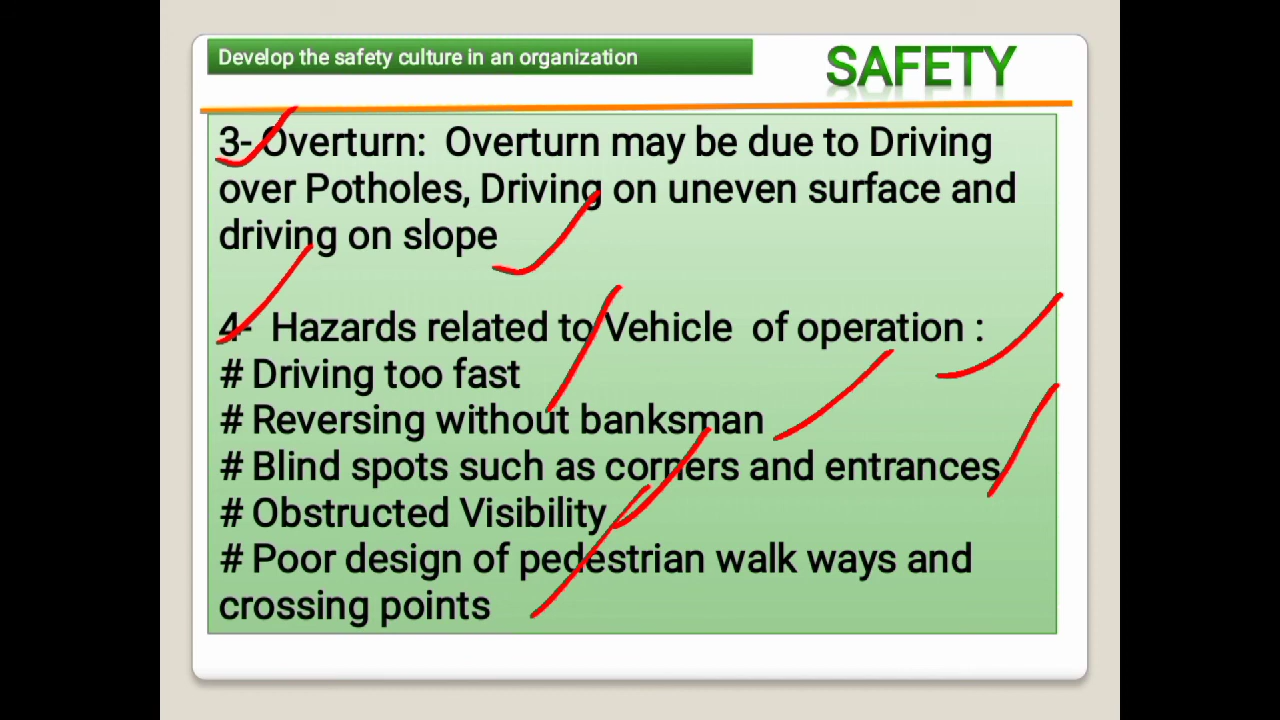 Develop the safety culture in an organization
SAFETY
3- Overturn: Overturn may be due to Driving
over Potholes, Driving on uneven surface and
driving on slope
4- Hazards related to Vehicle of operation :
# Driving too fast
# Reversing without banksman
# Blind spots such as corners and entrances
# Obstructed Visibility
# Poor design of pedestrian walk ways and
crossing points